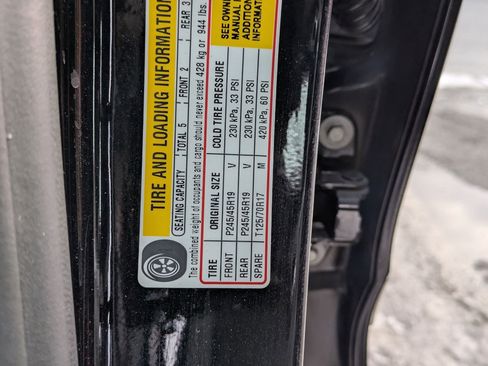 TIRE AND LOADING INFORMATION
SEATING CAPACITY TOTAL 5 FRONT 2 REAR 3
The combined weight of occupants and cargo should never exceed 428 kg or 944 lbs.
TIRE ORIGINAL SIZE COLD TIRE PRESSURE
FRONT P245/45R19 V 230 kPa, 33 PSI
REAR P245/45R19 V 230 kPa, 33 PSI
SPARE T125/70R17 M 420 kPa, 60 PSI
SEE OWNER
MANUAL
ADDITION
INFORMAT